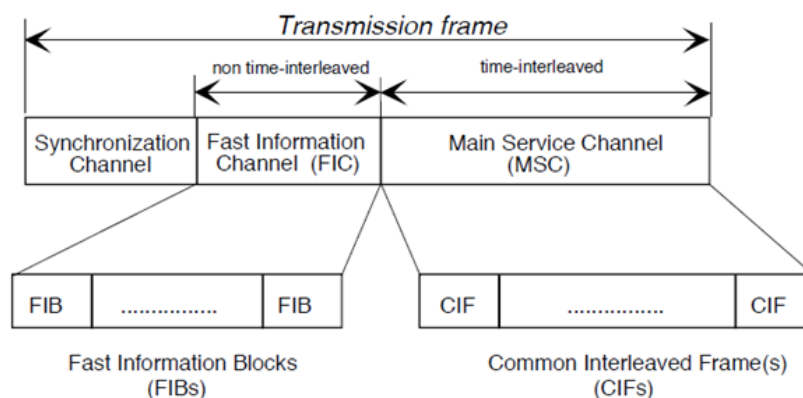 Transmission frame
non time-interleaved
time-interleaved
Synchronization
Channel
Fast Information
Channel (FIC)
Main Service Channel
(MSC)
FIB
................
FIB
CIF
................
CIF
Fast Information Blocks
(FIBs)
Common Interleaved Frame(s)
(CIFs)